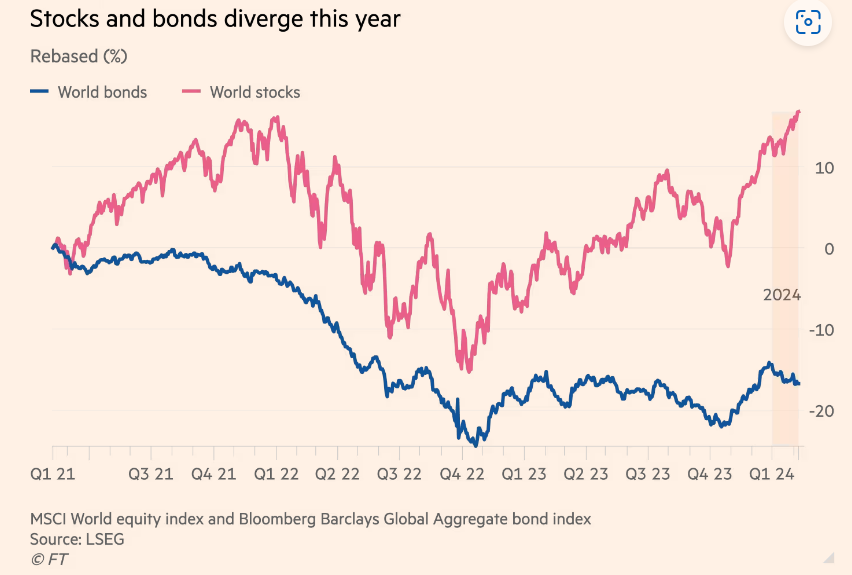 Stocks and bonds diverge this year
Rebased (%)
World bonds World stocks
10
0
2024
-10
-20
Q1 21 Q3 21 Q4 21 Q1 22 Q2 22 Q3 22 Q4 22 Q1 23 Q2 23 Q3 23 Q4 23 Q1 24
MSCI World equity index and Bloomberg Barclays Global Aggregate bond index
Source: LSEG
© FT